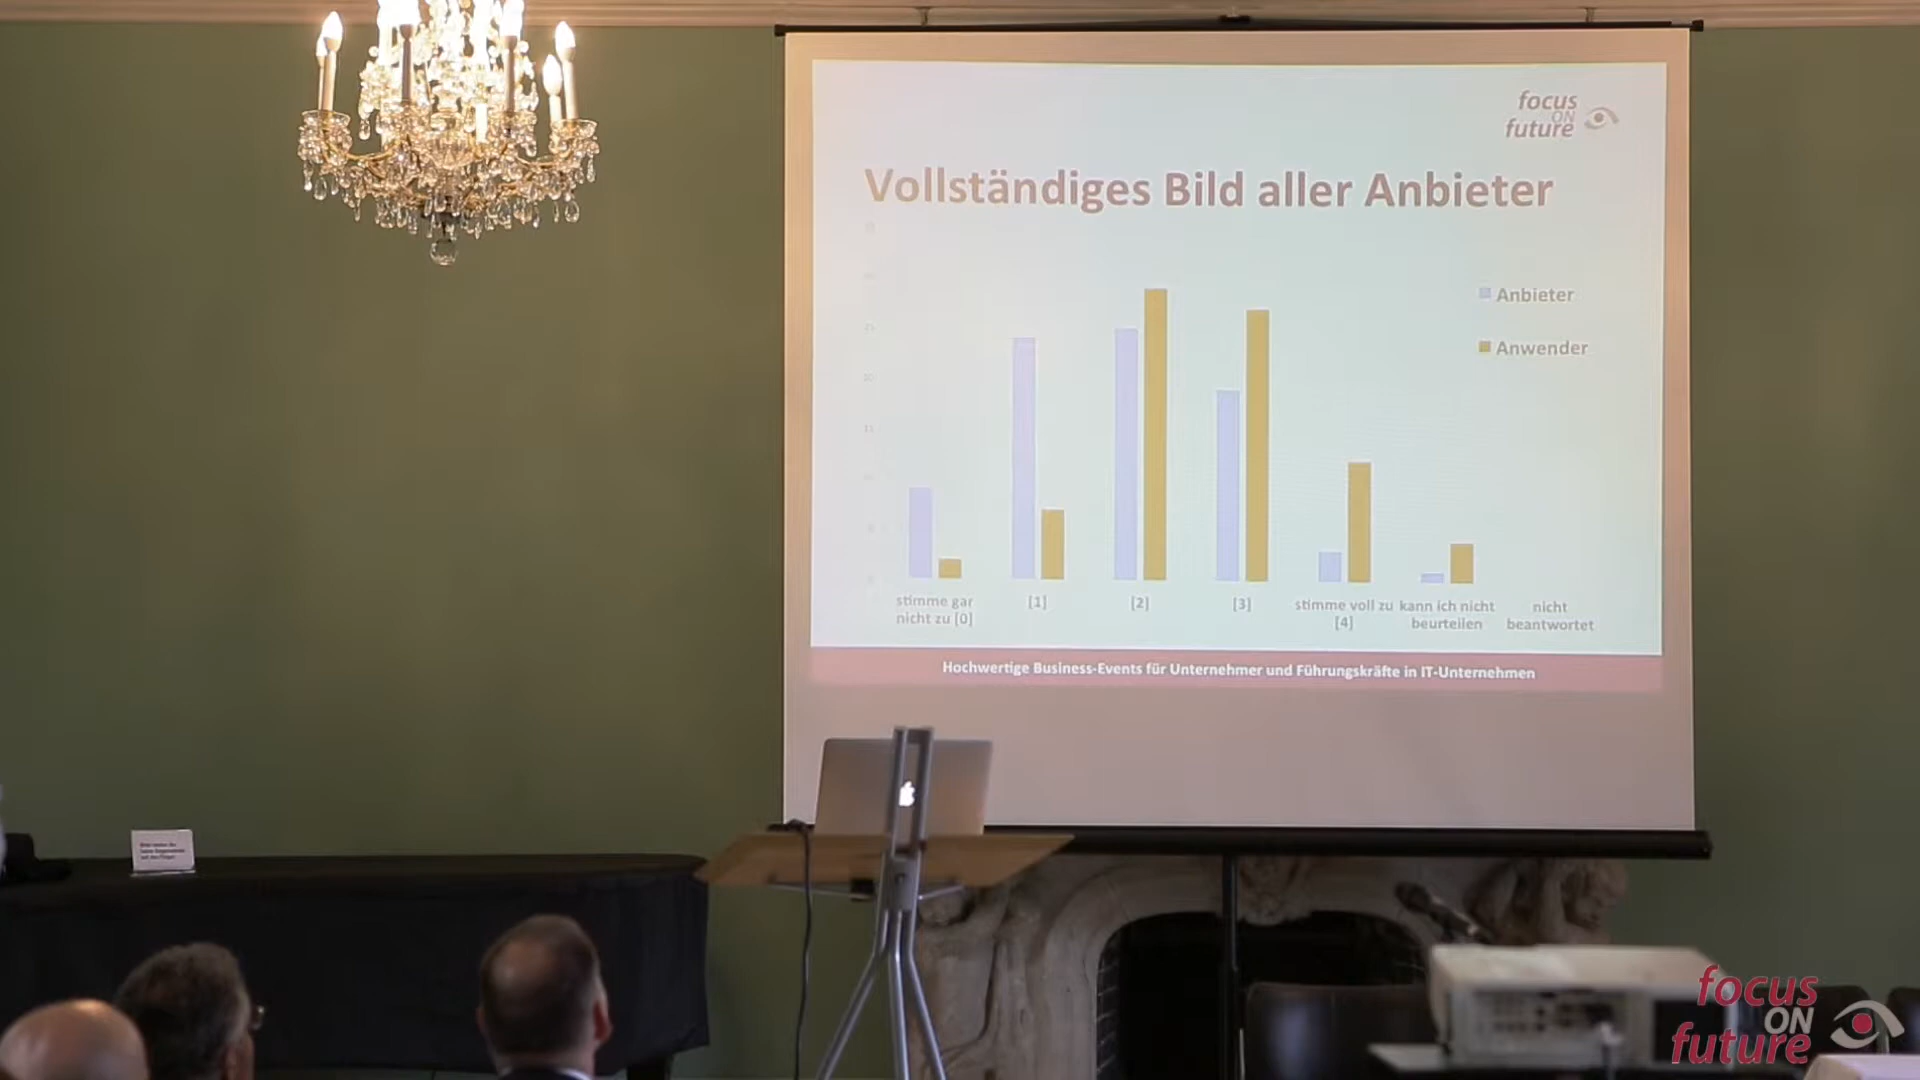 focus
ON
future
Vollständiges Bild aller Anbieter
Anbieter
Anwender
stimme gar
nicht zu [0]
[1]
[2]
[3]
stimme voll zu
[4]
kann ich nicht
beurteilen
nicht
beantwortet
Hochwertige Business-Events für Unternehmer und Führungskräfte in IT-Unternehmen
focus
ON
future